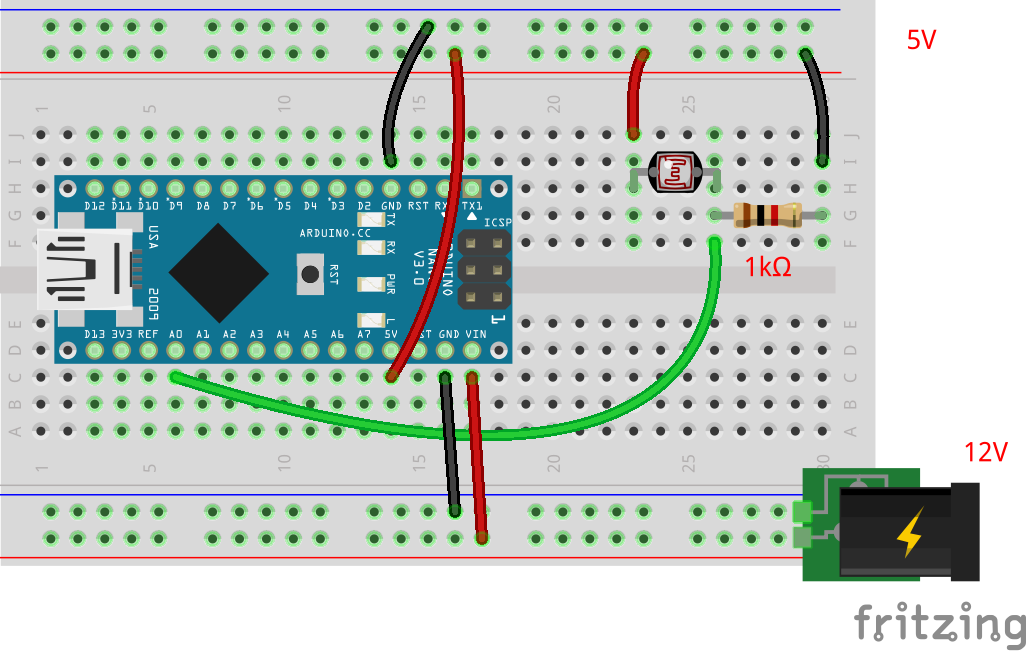 5V
1 5 10 15 20 25
J J
I I
H H
G G
F F
D12 D11 D10 D9 D8 D7 D6 D5 D4 D3 D2 GND RST RX TX1
TX
ICSP
ARDUINO.CC
RX
USA
RST
V3.0
1kΩ
PWR
2009
L
1
D13 3V3 REF A0 A1 A2 A3 A4 A5 A6 A7 5V ST GND VIN
E E
D D
C C
B B
A A
12V
1 5 10 15 20 25 30
fritzing